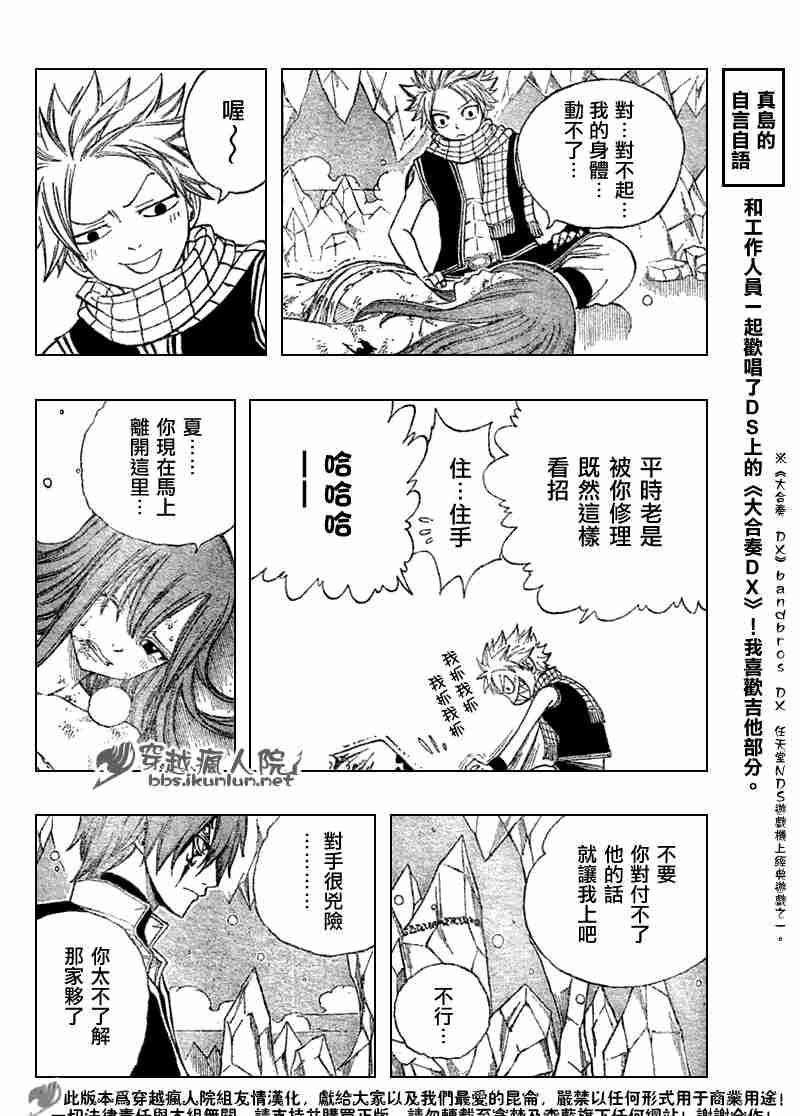 真島的
自言自語
和工作人員一起歡唱了DS上的《大合奏DX》！我喜歡吉他部分。
※《大合奏 DX》bandbros DX 任天堂NDS遊戲機上經典遊戲之一。
對…對不起…
我的身體…
動不了…
喔～
平時老是
被你修理
既然這樣
看招
住…住手
哈哈哈
——
我抓我抓
我抓我抓
夏……
你現在馬上
離開這里…
穿越瘋人院
bbs.ikunlun.net
不要
你對付不了
他的話
就讓我上吧
不行…
對手很兇險
你太不了解
那家夥了
此版本爲穿越瘋人院組友情漢化，獻給大家以及我們最愛的昆侖，嚴禁以任何形式用于商業用途！